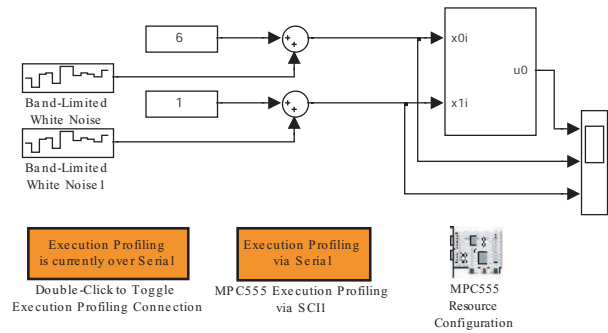 6
x0i
u0
Band-Limited
White Noise
1
x1i
Band-Limited
White Noise1
Execution Profiling
is currently over Serial
Double-Click to Toggle
Execution Profiling Connection
Execution Profiling
via Serial
MPC555 Execution Profiling
via SCI1
MPC555
Resource
Configuration